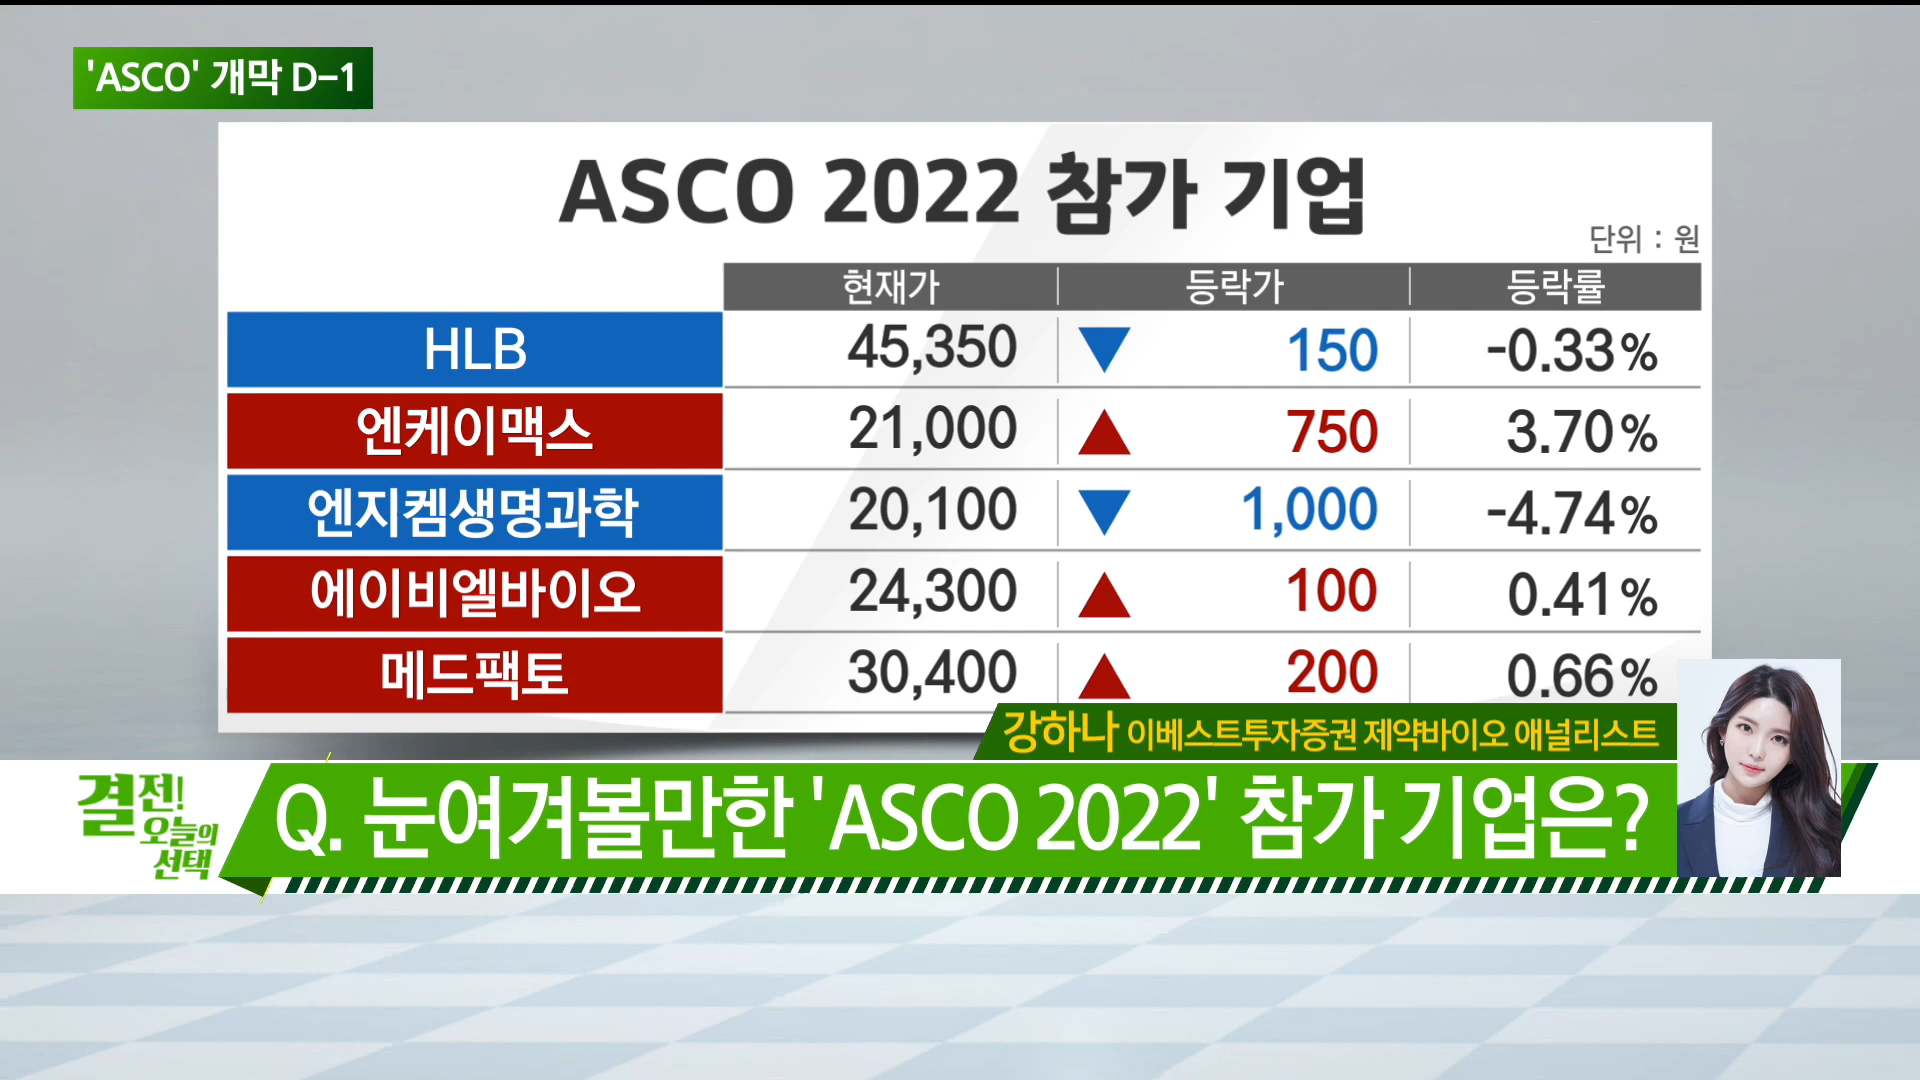 'ASCO' 개막 D-1
ASCO 2022 참가 기업
단위 : 원
현재가 등락가 등락률
HLB 45,350 ▼ 150 -0.33%
엔케이맥스 21,000 ▲ 750 3.70%
엔지켐생명과학 20,100 ▼ 1,000 -4.74%
에이비엘바이오 24,300 ▲ 100 0.41%
메드팩토 30,400 ▲ 200 0.66%
강하나 이베스트투자증권 제약바이오 애널리스트
결전!
오늘의
선택
Q. 눈여겨볼만한 'ASCO 2022' 참가 기업은?